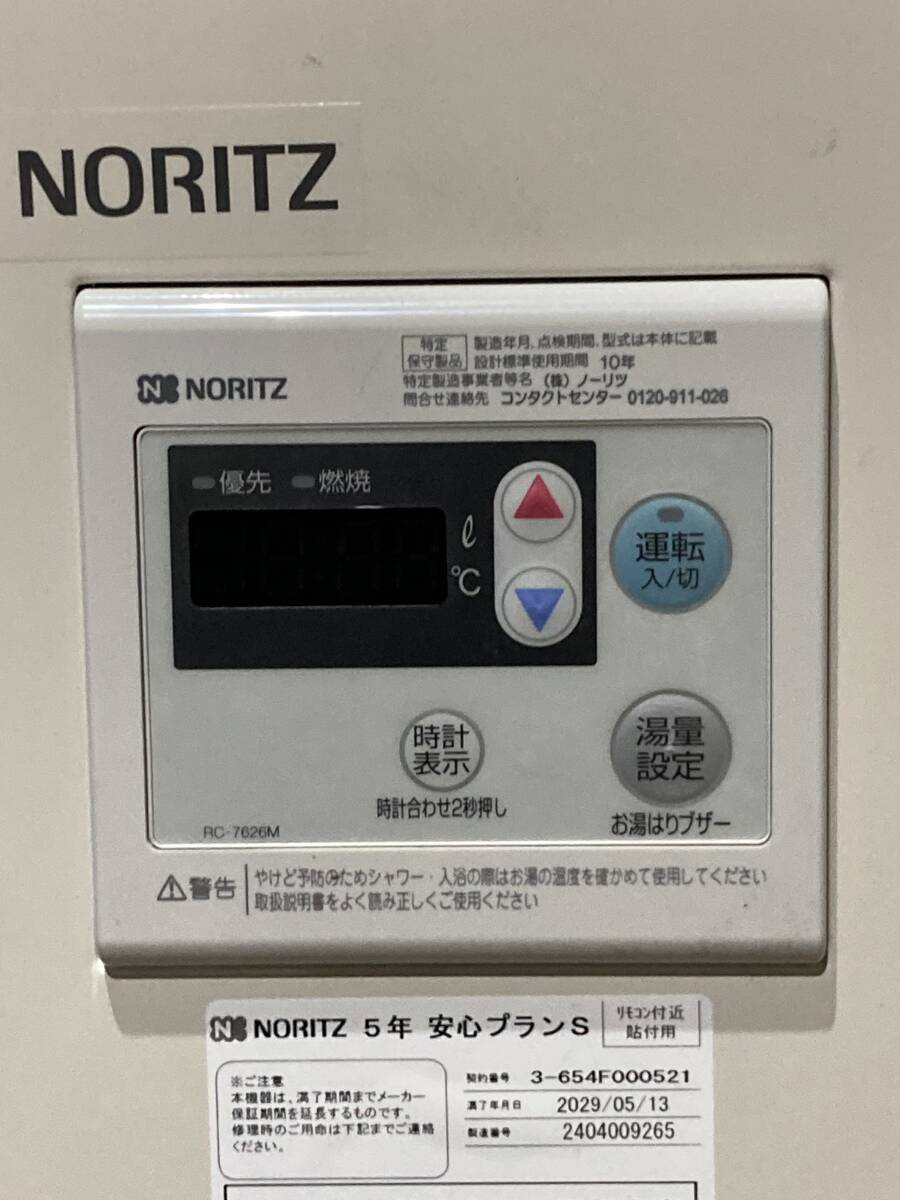 NORITZ
NORITZ
特定
保守製品
製造年月、点検期間、型式は本体に記載
設計標準使用期間 10年
特定製造事業者等名 (株) ノーリツ
問合せ連絡先 コンタクトセンター 0120-911-026
優先 燃焼
ℓ
℃
運転
入/切
時計
表示
時計合わせ2秒押し
湯量
設定
お湯はりブザー
RC-7626M
⚠警告
やけど予防のためシャワー・入浴の際はお湯の温度を確かめて使用してください
取扱説明書をよく読み正しくご使用ください
NORITZ 5年 安心プランS
リモコン付近
貼付用
※ご注意
本機器は、満了期間までメーカー
保証期間を延長するものです。
修理時のご用命は下記までご連絡
ください。
契約番号 3-654F000521
満了年月日 2029/05/13
製造番号 2404009265